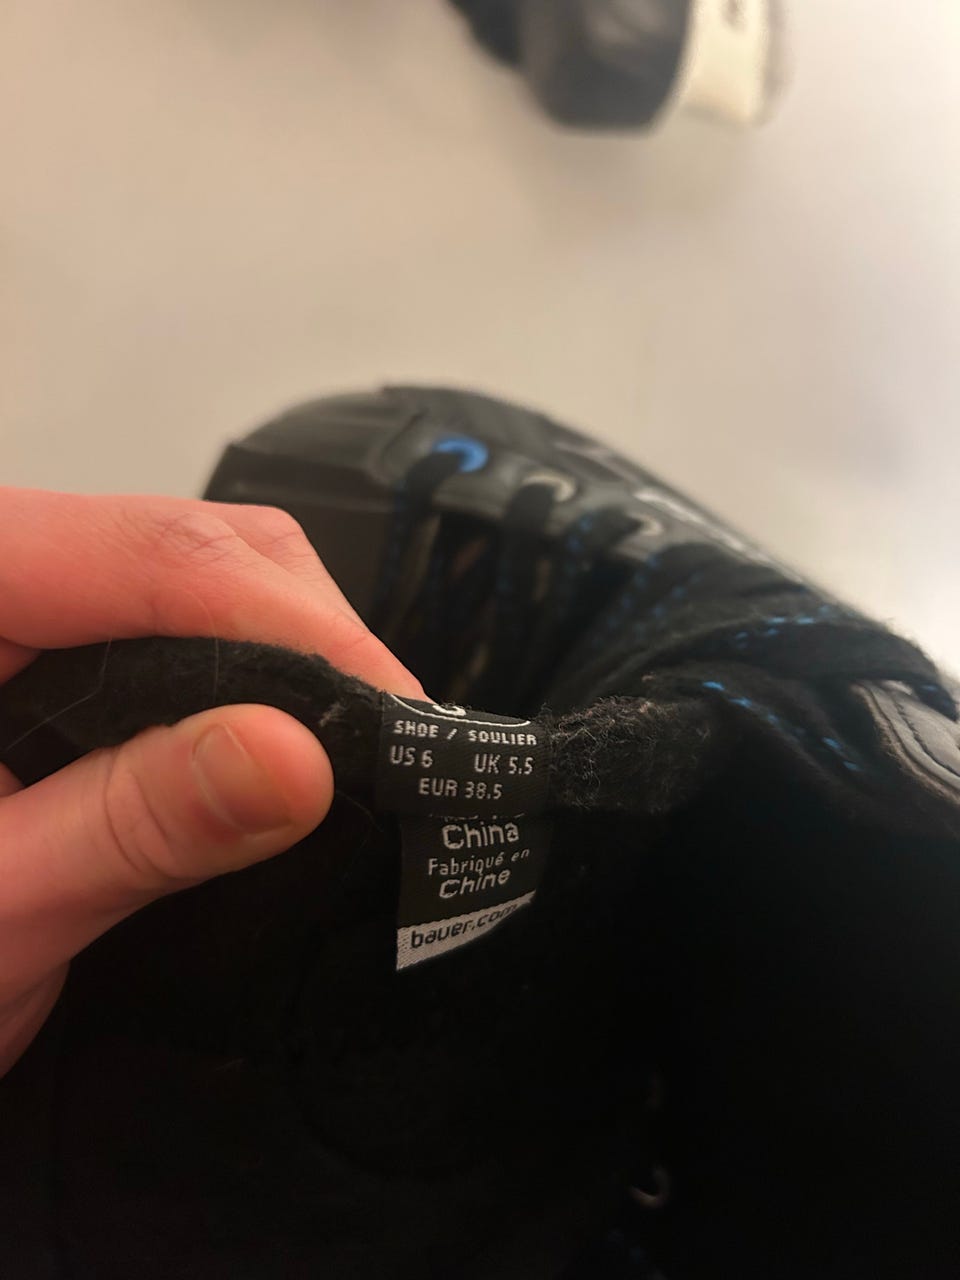 SHOE / SOULIER
US 6 UK 5.5
EUR 38.5
China
Fabriqué en
Chine
bauer.com